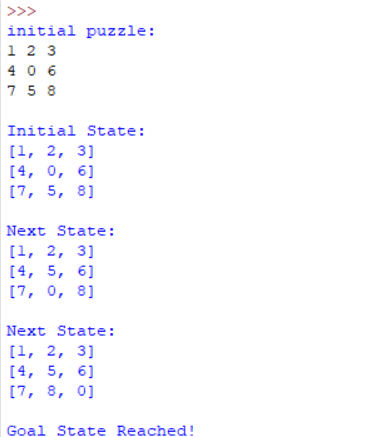 >>>
initial puzzle:
1 2 3
4 0 6
7 5 8
Initial State:
[1, 2, 3]
[4, 0, 6]
[7, 5, 8]
Next State:
[1, 2, 3]
[4, 5, 6]
[7, 0, 8]
Next State:
[1, 2, 3]
[4, 5, 6]
[7, 8, 0]
Goal State Reached!